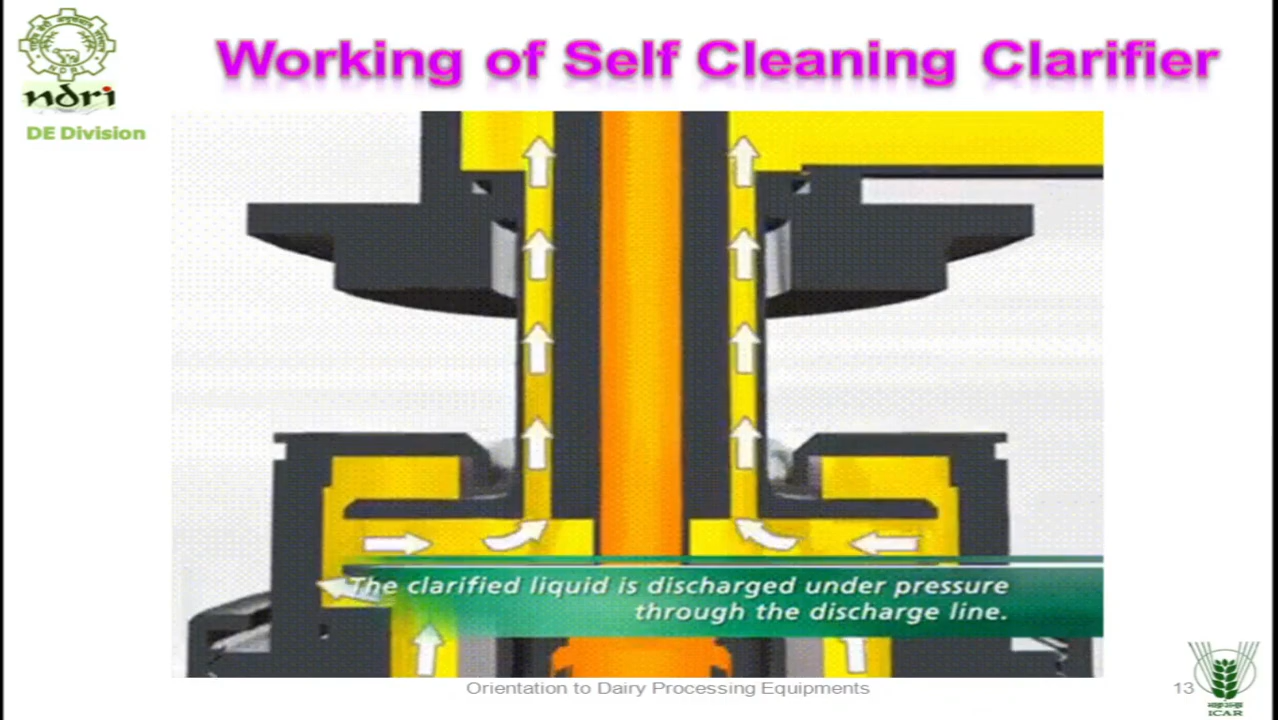 Working of Self Cleaning Clarifier
ndri
DE Division
The clarified liquid is discharged under pressure
through the discharge line.
Orientation to Dairy Processing Equipments
13
ICAR